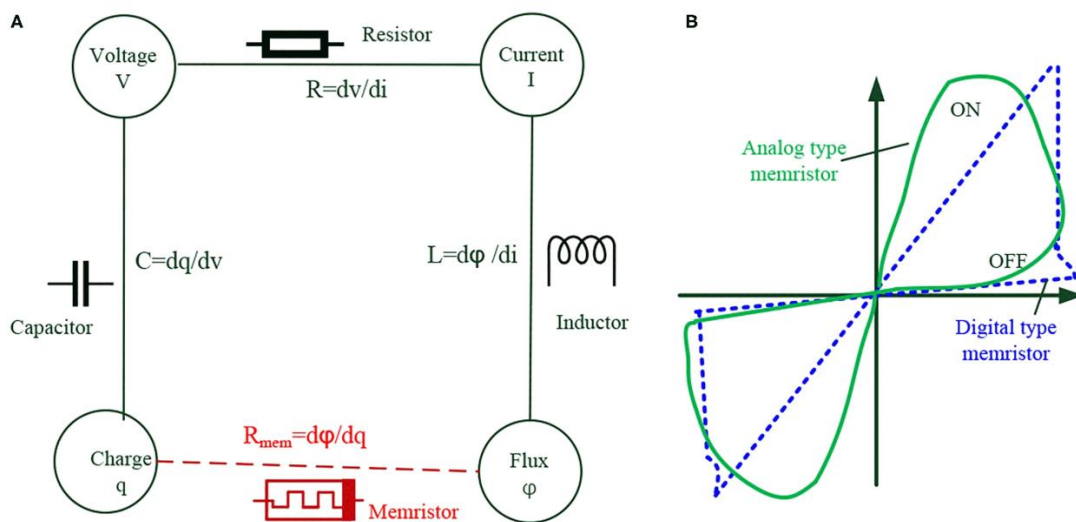 A
Voltage
V
Resistor
R=dv/di
Current
I
C=dq/dv
Capacitor
L=dφ /di
Inductor
Charge
q
Rmem=dφ/dq
Memristor
Flux
φ
B
ON
Analog type
memristor
OFF
Digital type
memristor